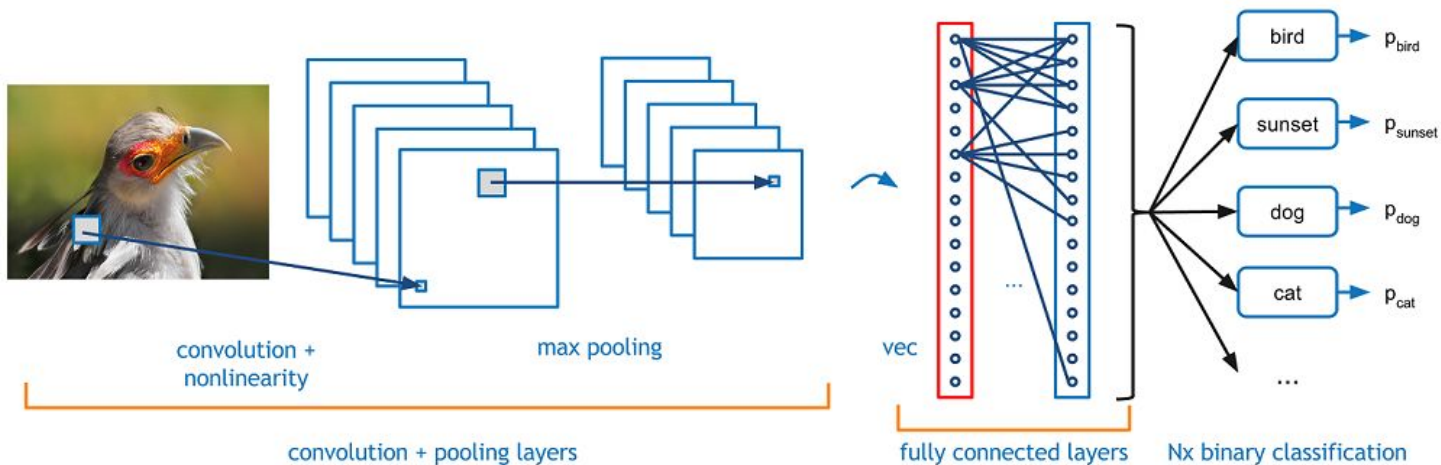 bird
p_bird
sunset
p_sunset
dog
p_dog
cat
p_cat
...
...
convolution +
nonlinearity
max pooling
vec
convolution + pooling layers
fully connected layers
Nx binary classification